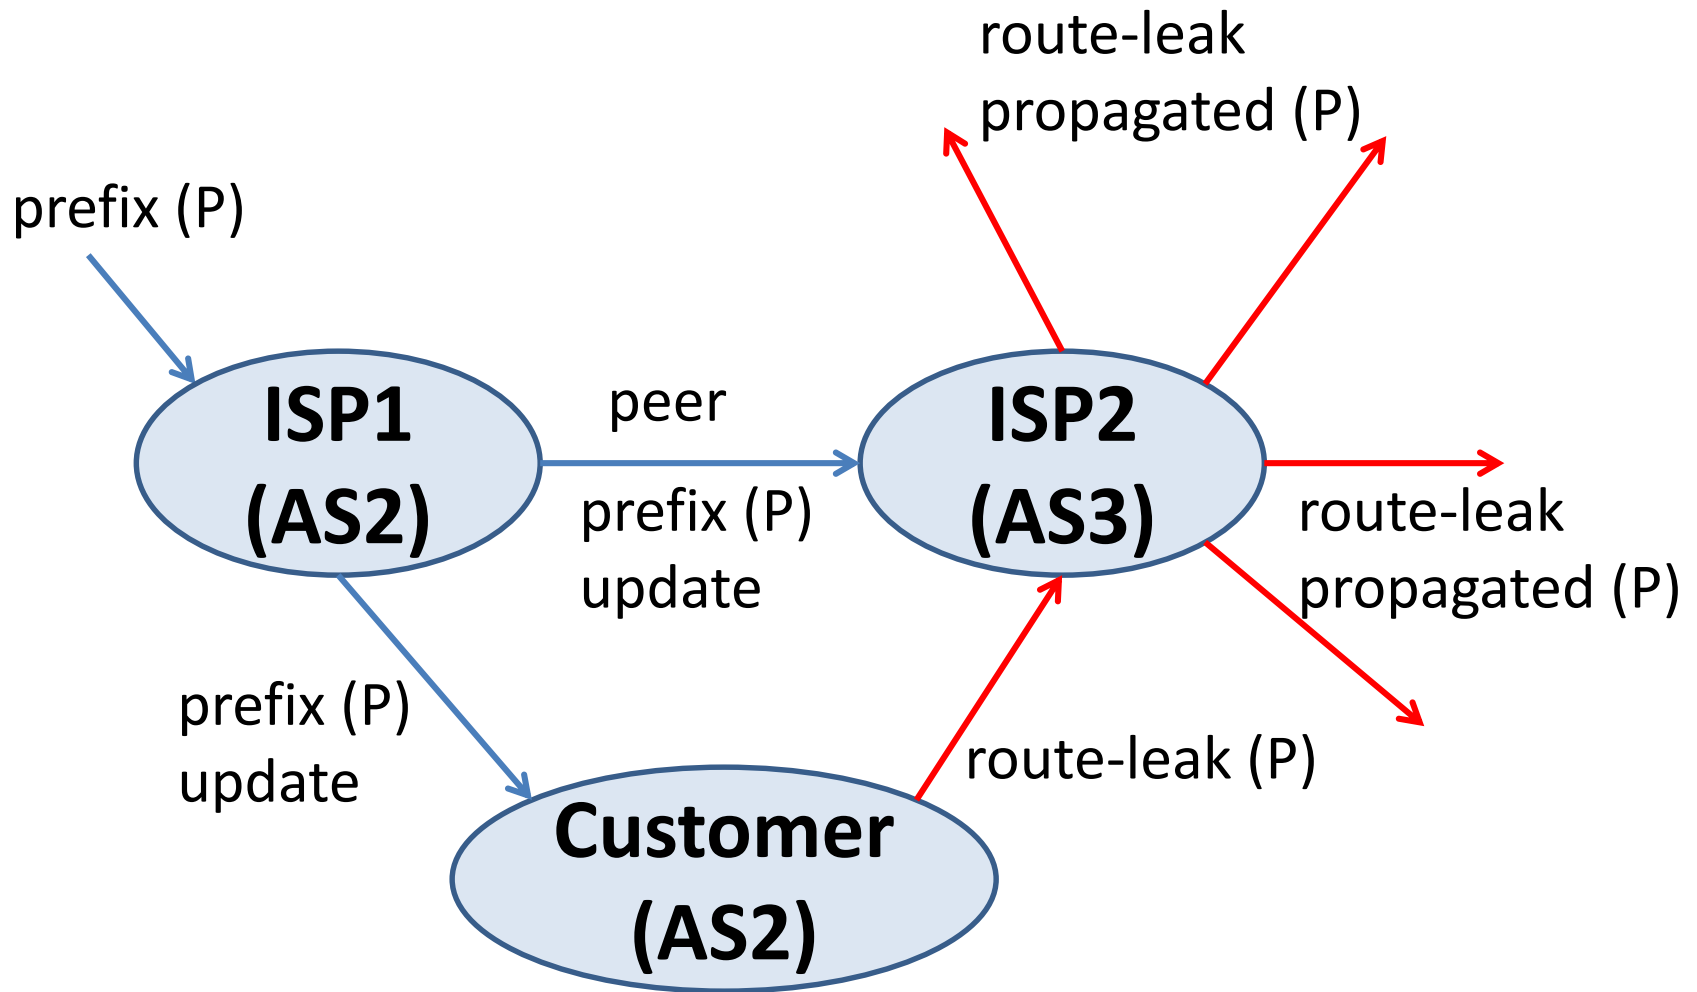 route-leak
propagated (P)
prefix (P)
ISP1
(AS2)
peer
prefix (P)
update
ISP2
(AS3)
route-leak
propagated (P)
prefix (P)
update
route-leak (P)
Customer
(AS2)